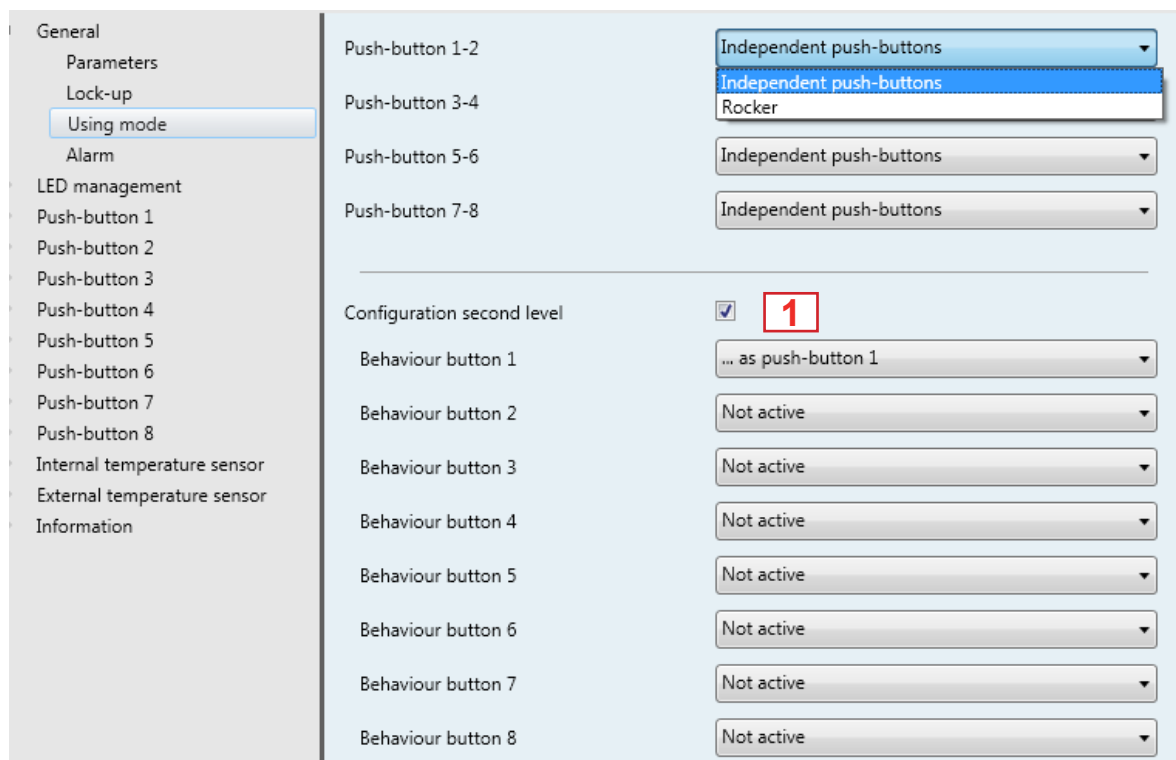 General
Parameters
Lock-up
Using mode
Alarm
LED management
Push-button 1
Push-button 2
Push-button 3
Push-button 4
Push-button 5
Push-button 6
Push-button 7
Push-button 8
Internal temperature sensor
External temperature sensor
Information
Push-button 1-2 Independent push-buttons
Independent push-buttons
Rocker
Push-button 3-4
Push-button 5-6 Independent push-buttons
Push-button 7-8 Independent push-buttons
Configuration second level 1
Behaviour button 1 ... as push-button 1
Behaviour button 2 Not active
Behaviour button 3 Not active
Behaviour button 4 Not active
Behaviour button 5 Not active
Behaviour button 6 Not active
Behaviour button 7 Not active
Behaviour button 8 Not active